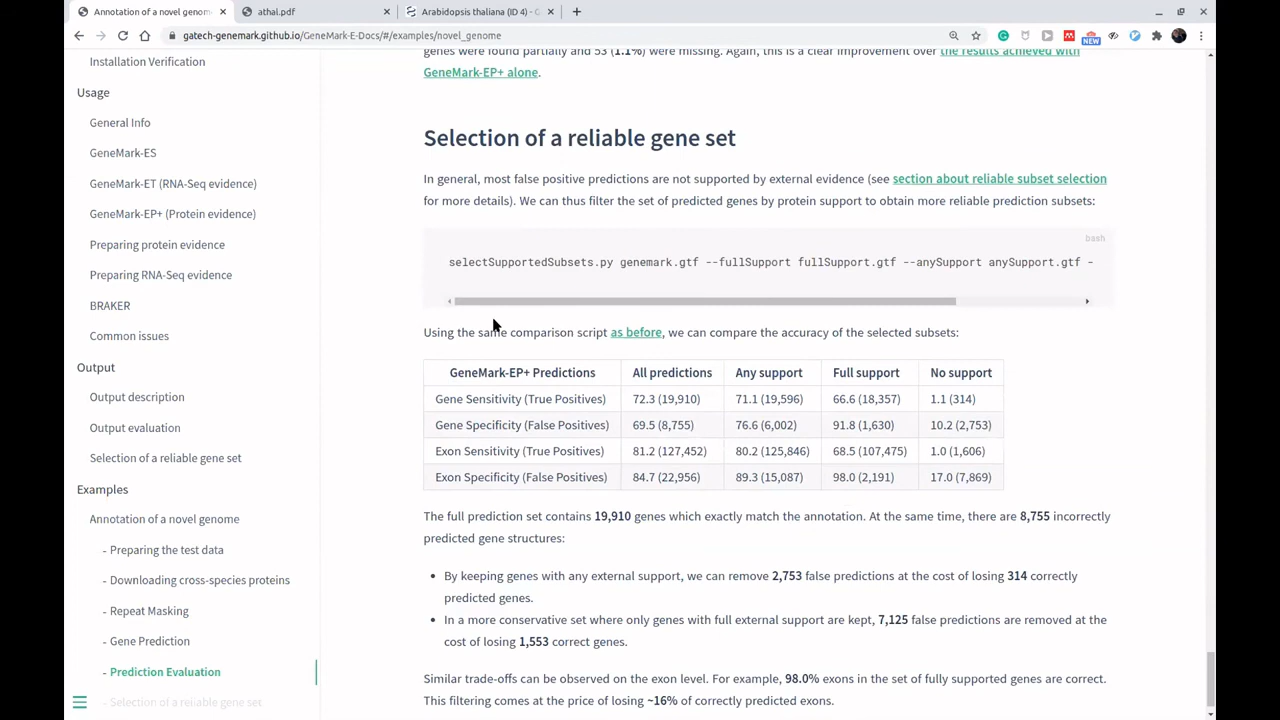 Annotation of a novel genom
athal.pdf
Arabidopsis thaliana (ID 4) - G
gatech-genemark.github.io/GeneMark-E-Docs/#/examples/novel_genome
NEW
Installation Verification
Usage
General Info
GeneMark-ES
GeneMark-ET (RNA-Seq evidence)
GeneMark-EP+ (Protein evidence)
Preparing protein evidence
Preparing RNA-Seq evidence
BRAKER
Common issues
Output
Output description
Output evaluation
Selection of a reliable gene set
Examples
Annotation of a novel genome
- Preparing the test data
- Downloading cross-species proteins
- Repeat Masking
- Gene Prediction
- Prediction Evaluation
- Selection of a reliable gene set
genes were found partially and 53 (1.1%) were missing. Again, this is a clear improvement over the results achieved with
GeneMark-EP+ alone.
Selection of a reliable gene set
In general, most false positive predictions are not supported by external evidence (see section about reliable subset selection
for more details). We can thus filter the set of predicted genes by protein support to obtain more reliable prediction subsets:
bash
selectSupportedSubsets.py genemark.gtf --fullSupport fullSupport.gtf --anySupport anySupport.gtf -
Using the same comparison script as before, we can compare the accuracy of the selected subsets:
GeneMark-EP+ Predictions All predictions Any support Full support No support
Gene Sensitivity (True Positives) 72.3 (19,910) 71.1 (19,596) 66.6 (18,357) 1.1 (314)
Gene Specificity (False Positives) 69.5 (8,755) 76.6 (6,002) 91.8 (1,630) 10.2 (2,753)
Exon Sensitivity (True Positives) 81.2 (127,452) 80.2 (125,846) 68.5 (107,475) 1.0 (1,606)
Exon Specificity (False Positives) 84.7 (22,956) 89.3 (15,087) 98.0 (2,191) 17.0 (7,869)
The full prediction set contains 19,910 genes which exactly match the annotation. At the same time, there are 8,755 incorrectly
predicted gene structures:
• By keeping genes with any external support, we can remove 2,753 false predictions at the cost of losing 314 correctly
predicted genes.
• In a more conservative set where only genes with full external support are kept, 7,125 false predictions are removed at the
cost of losing 1,553 correct genes.
Similar trade-offs can be observed on the exon level. For example, 98.0% exons in the set of fully supported genes are correct.
This filtering comes at the price of losing ~16% of correctly predicted exons.